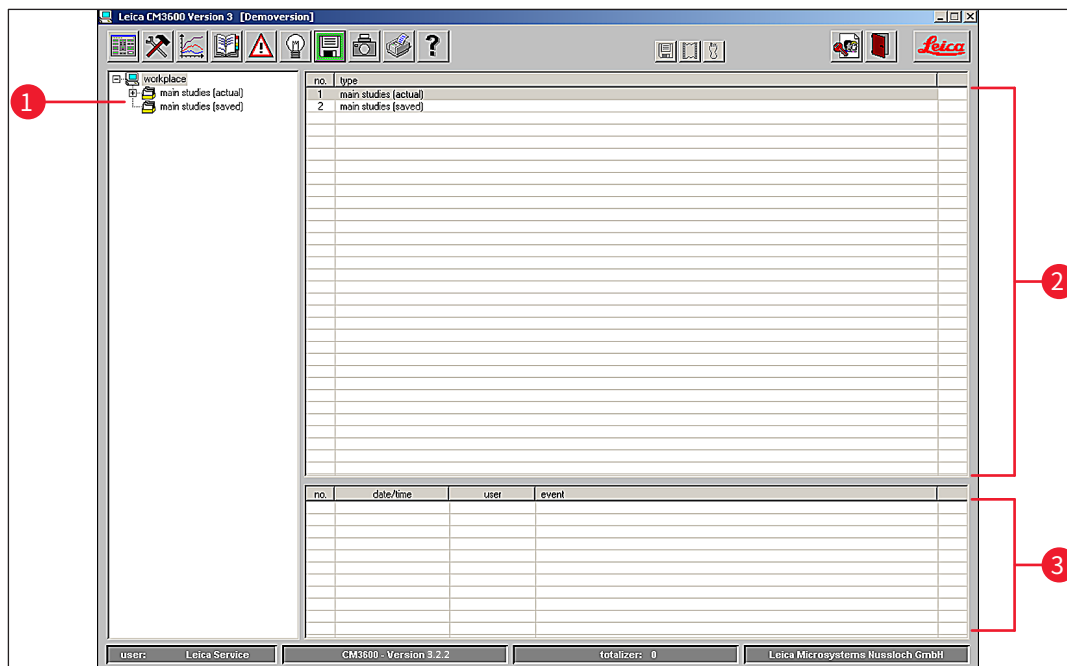 Leica CM3600 Version 3 [Demoversion]
?
Leica
1
workplace
main studies (actual)
main studies (saved)
no. type
1 main studies (actual)
2 main studies (saved)
2
no. date/time user event
3
user: Leica Service
CM3600 - Version 3.2.2
totalizer: 0
Leica Microsystems Nussloch GmbH